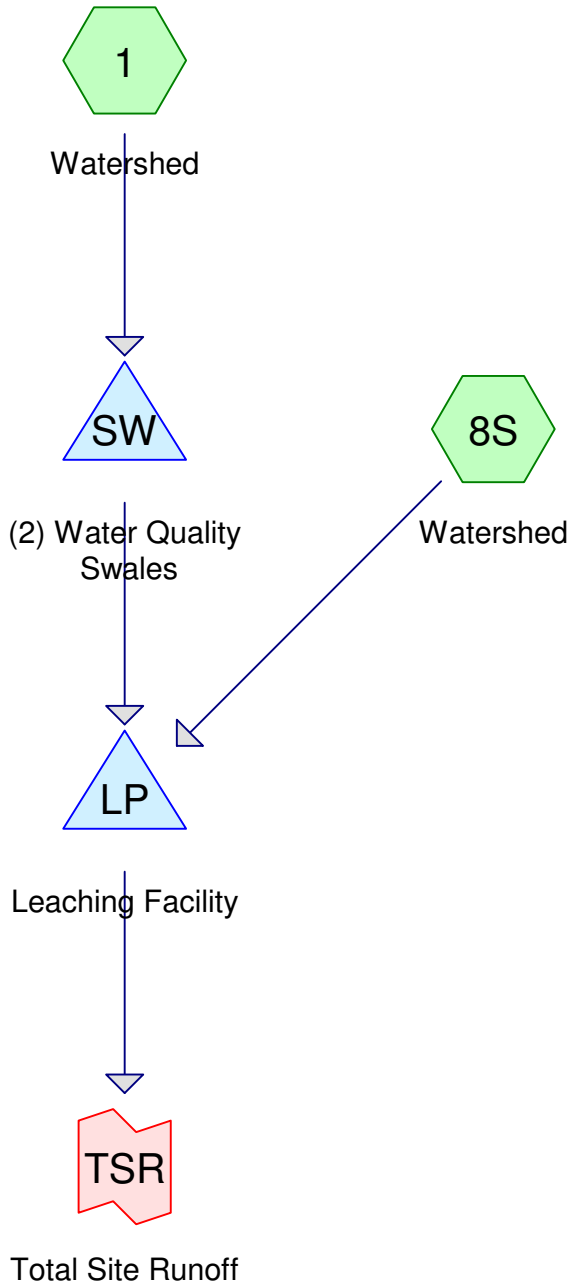 1
Watershed
SW
(2) Water Quality
Swales
8S
Watershed
LP
Leaching Facility
TSR
Total Site Runoff